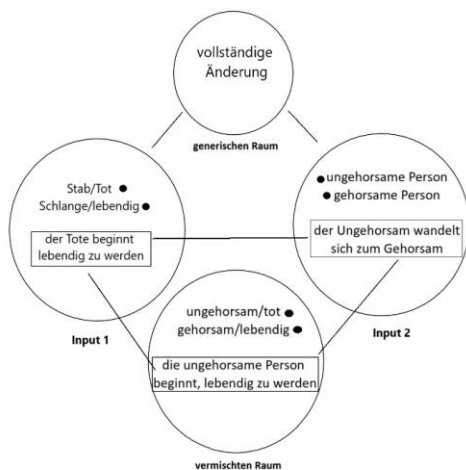 vollständige
Änderung
generischen Raum
Stab/Tot
Schlange/lebendig
der Tote beginnt
lebendig zu werden
Input 1
ungehorsame Person
gehorsame Person
der Ungehorsam wandelt
sich zum Gehorsam
Input 2
ungehorsam/tot
gehorsam/lebendig
die ungehorsame Person
beginnt, lebendig zu werden
vermischten Raum